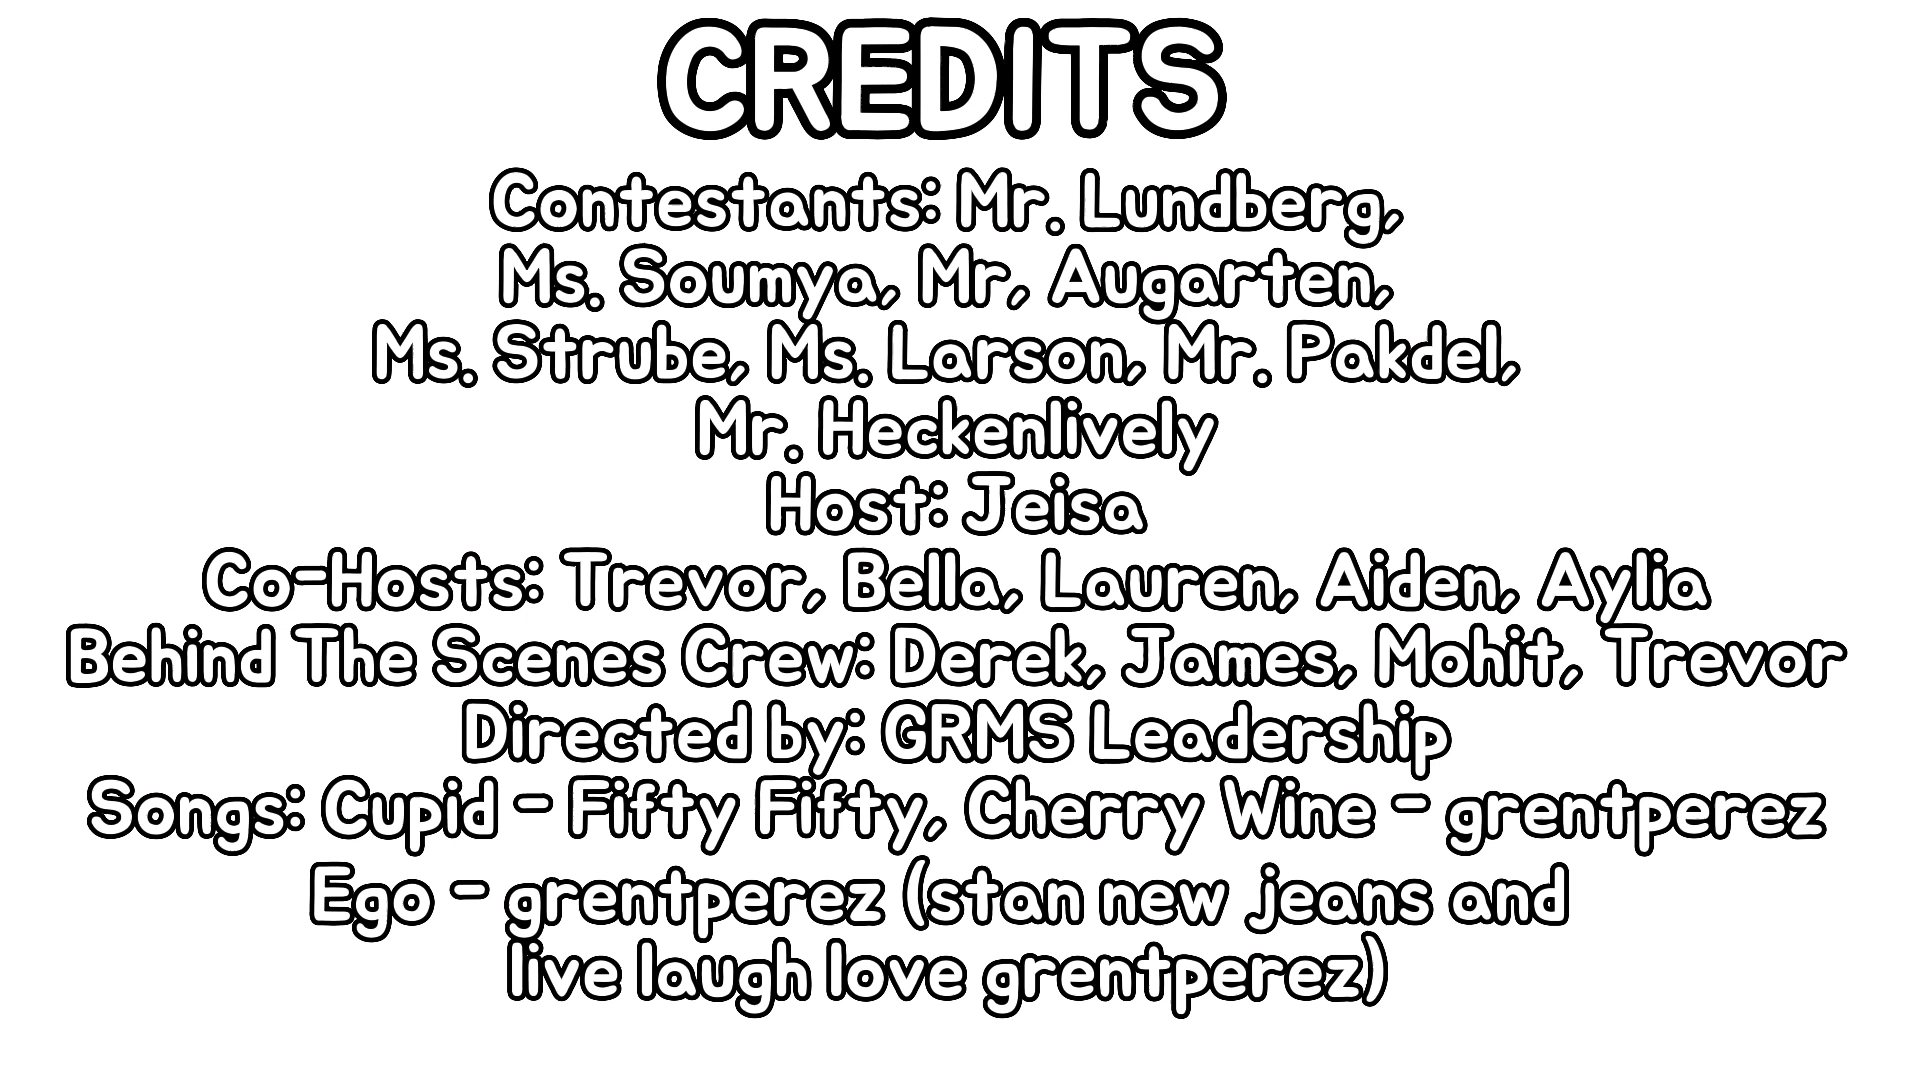 CREDITS
Contestants: Mr. Lundberg,
Ms. Soumya, Mr, Augarten,
Ms. Strube, Ms. Larson, Mr. Pakdel,
Mr. Heckenlively
Host: Jeisa
Co-Hosts: Trevor, Bella, Lauren, Aiden, Aylia
Behind The Scenes Crew: Derek, James, Mohit, Trevor
Directed by: GRMS Leadership
Songs: Cupid - Fifty Fifty, Cherry Wine - grentperez
Ego - grentperez (stan new jeans and
live laugh love grentperez)